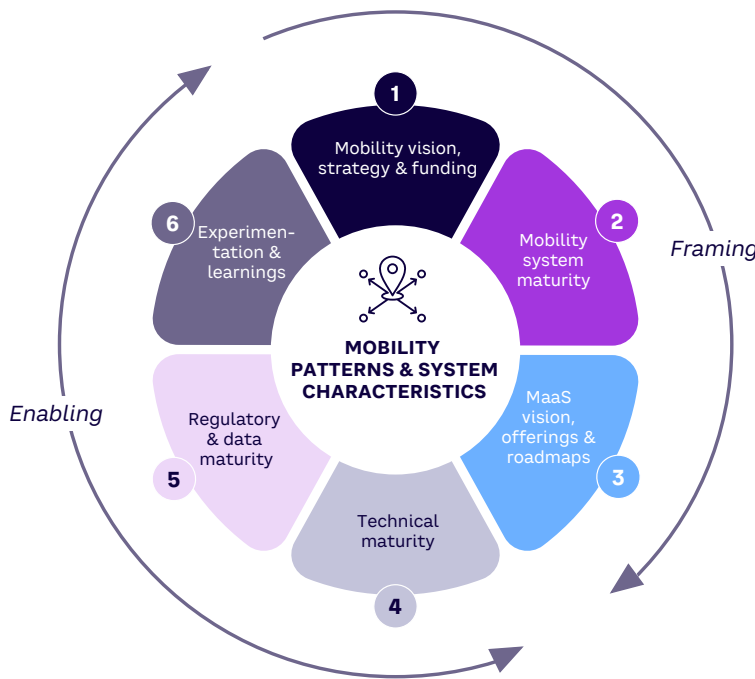 1
Mobility vision,
strategy & funding
2
Mobility
system
maturity
Framing
3
MaaS
vision,
offerings &
roadmaps
4
Technical
maturity
5
Regulatory
& data
maturity
Enabling
6
Experimen-
tation &
learnings
MOBILITY
PATTERNS & SYSTEM
CHARACTERISTICS